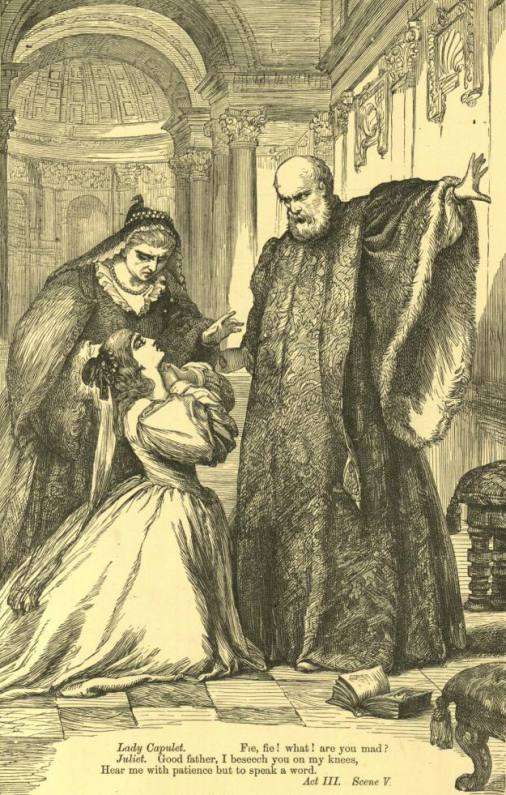 Lady Capulet. Fie, fie! what! are you mad?
Juliet. Good father, I beseech you on my knees,
Hear me with patience but to speak a word.
Act III. Scene V.